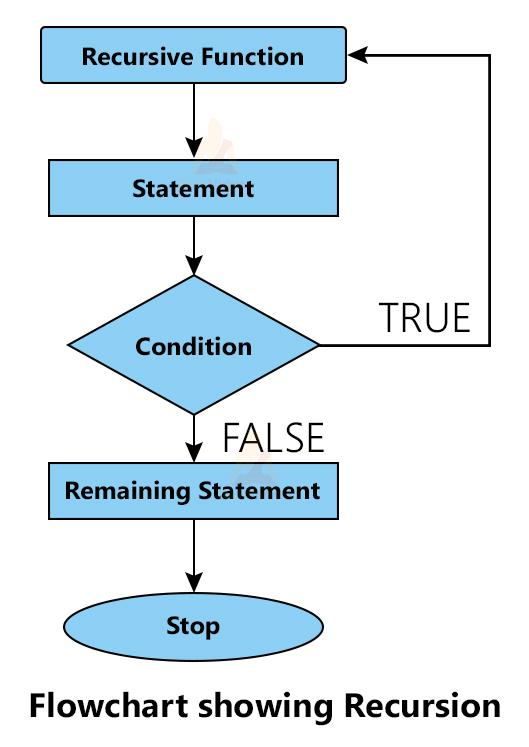 Recursive Function
Statement
Condition
TRUE
FALSE
Remaining Statement
Stop
Flowchart showing Recursion